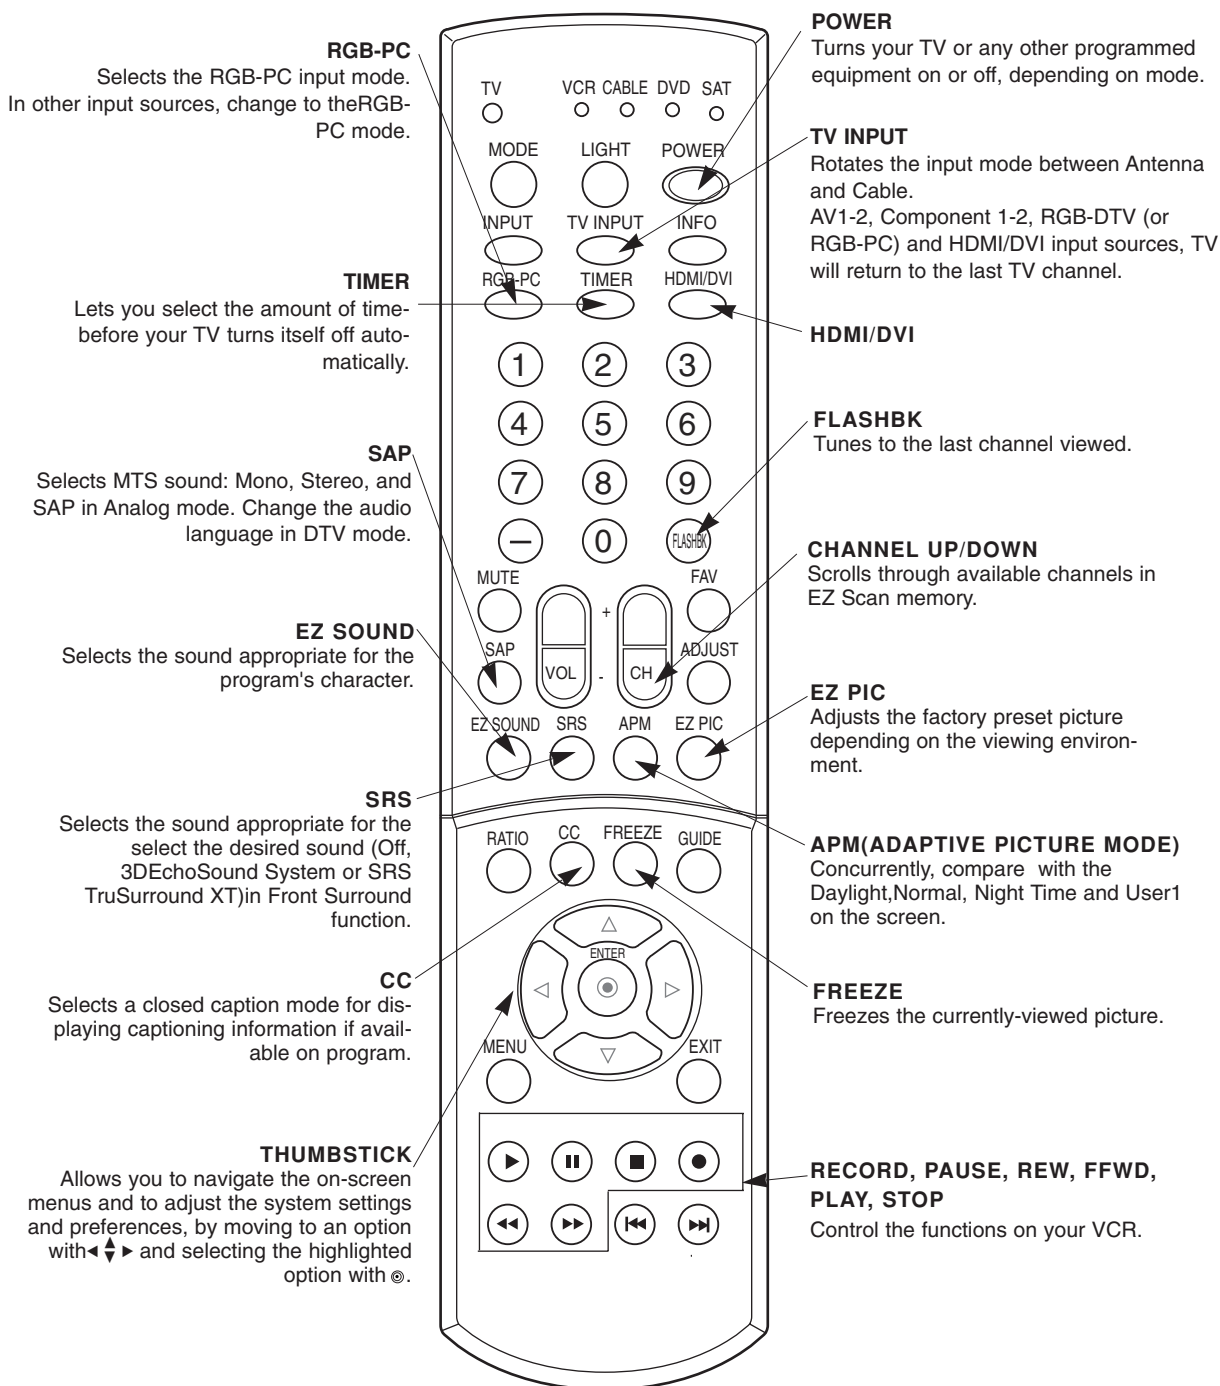 RGB-PC
Selects the RGB-PC input mode.
In other input sources, change to theRGB-
PC mode.
TIMER
Lets you select the amount of time-
before your TV turns itself off auto-
matically.
SAP
Selects MTS sound: Mono, Stereo, and
SAP in Analog mode. Change the audio
language in DTV mode.
EZ SOUND
Selects the sound appropriate for the
program's character.
SRS
Selects the sound appropriate for the
select the desired sound (Off,
3DEchoSound System or SRS
TruSurround XT)in Front Surround
function.
CC
Selects a closed caption mode for dis-
playing captioning information if avail-
able on program.
THUMBSTICK
Allows you to navigate the on-screen
menus and to adjust the system settings
and preferences, by moving to an option
with◄▲▼► and selecting the highlighted
option with ◎.
TV VCR CABLE DVD SAT
MODE LIGHT POWER
INPUT TV INPUT INFO
RGB-PC TIMER HDMI/DVI
1 2 3
4 5 6
7 8 9
— 0 FLASHBK
MUTE + FAV
SAP VOL - CH ADJUST
EZ SOUND SRS APM EZ PIC
RATIO CC FREEZE GUIDE
ENTER
MENU EXIT
POWER
Turns your TV or any other programmed
equipment on or off, depending on mode.
TV INPUT
Rotates the input mode between Antenna
and Cable.
AV1-2, Component 1-2, RGB-DTV (or
RGB-PC) and HDMI/DVI input sources, TV
will return to the last TV channel.
HDMI/DVI
FLASHBK
Tunes to the last channel viewed.
CHANNEL UP/DOWN
Scrolls through available channels in
EZ Scan memory.
EZ PIC
Adjusts the factory preset picture
depending on the viewing environ-
ment.
APM(ADAPTIVE PICTURE MODE)
Concurrently, compare  with the
Daylight,Normal, Night Time and User1
on the screen.
FREEZE
Freezes the currently-viewed picture.
RECORD, PAUSE, REW, FFWD,
PLAY, STOP
Control the functions on your VCR.